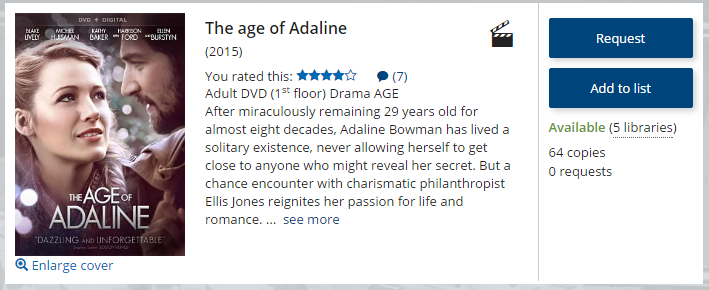 DVD + DIGITAL
BLAKE LIVELY MICHIEL HUISMAN KATHY BAKER WITH HARRISON FORD AND ELLEN BURSTYN
THE AGE OF
ADALINE
"DAZZLING AND UNFORGETTABLE"
Enlarge cover
The age of Adaline
(2015)
You rated this: (7)
Adult DVD (1st floor) Drama AGE
After miraculously remaining 29 years old for
almost eight decades, Adaline Bowman has lived a
solitary existence, never allowing herself to get
close to anyone who might reveal her secret. But a
chance encounter with charismatic philanthropist
Ellis Jones reignites her passion for life and
romance. ... see more
Request
Add to list
Available (5 libraries)
64 copies
0 requests